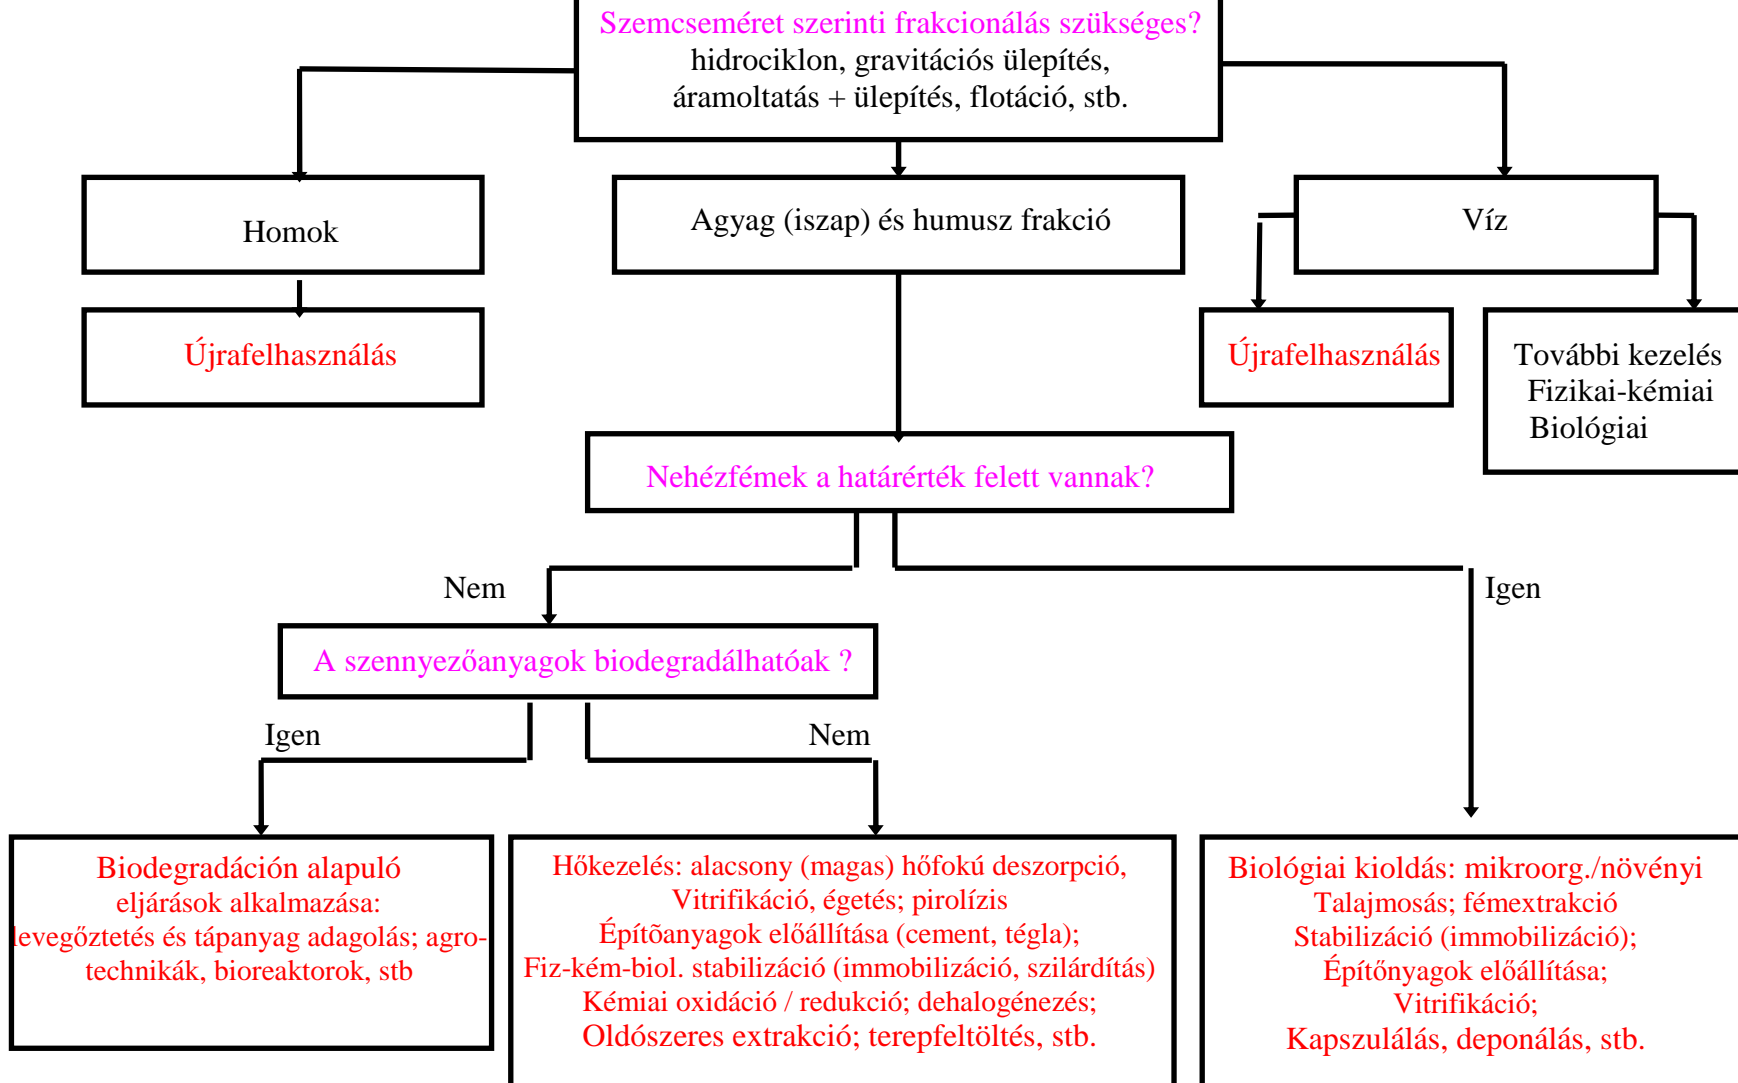 Szemcseméret szerinti frakcionálás szükséges?
hidrociklon, gravitációs ülepítés,
áramoltatás + ülepítés, flotáció, stb.
Homok
Agyag (iszap) és humusz frakció
Víz
Újrafelhasználás
Újrafelhasználás
További kezelés
Fizikai-kémiai
Biológiai
Nehézfémek a határérték felett vannak?
Nem
Igen
A szennyezőanyagok biodegradálhatóak ?
Igen
Nem
Biodegradáción alapuló
eljárások alkalmazása:
levegőztetés és tápanyag adagolás; agro-
technikák, bioreaktorok, stb
Hőkezelés: alacsony (magas) hőfokú deszorpció,
Vitrifikáció, égetés; pirolízis
Építõanyagok előállítása (cement, tégla);
Fiz-kém-biol. stabilizáció (immobilizáció, szilárdítás)
Kémiai oxidáció / redukció; dehalogénezés;
Oldószeres extrakció; terepfeltöltés, stb.
Biológiai kioldás: mikroorg./növényi
Talajmosás; fémextrakció
Stabilizáció (immobilizáció);
Építőnyagok előállítása;
Vitrifikáció;
Kapszulálás, deponálás, stb.